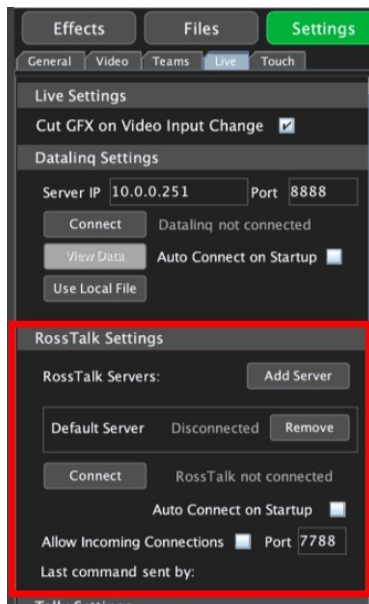 Effects Files Settings
General Video Teams Live Touch
Live Settings
Cut GFX on Video Input Change
Datalinq Settings
Server IP 10.0.0.251 Port 8888
Connect Datalinq not connected
View Data Auto Connect on Startup
Use Local File
RossTalk Settings
RossTalk Servers: Add Server
Default Server Disconnected Remove
Connect RossTalk not connected
Auto Connect on Startup
Allow Incoming Connections Port 7788
Last command sent by: